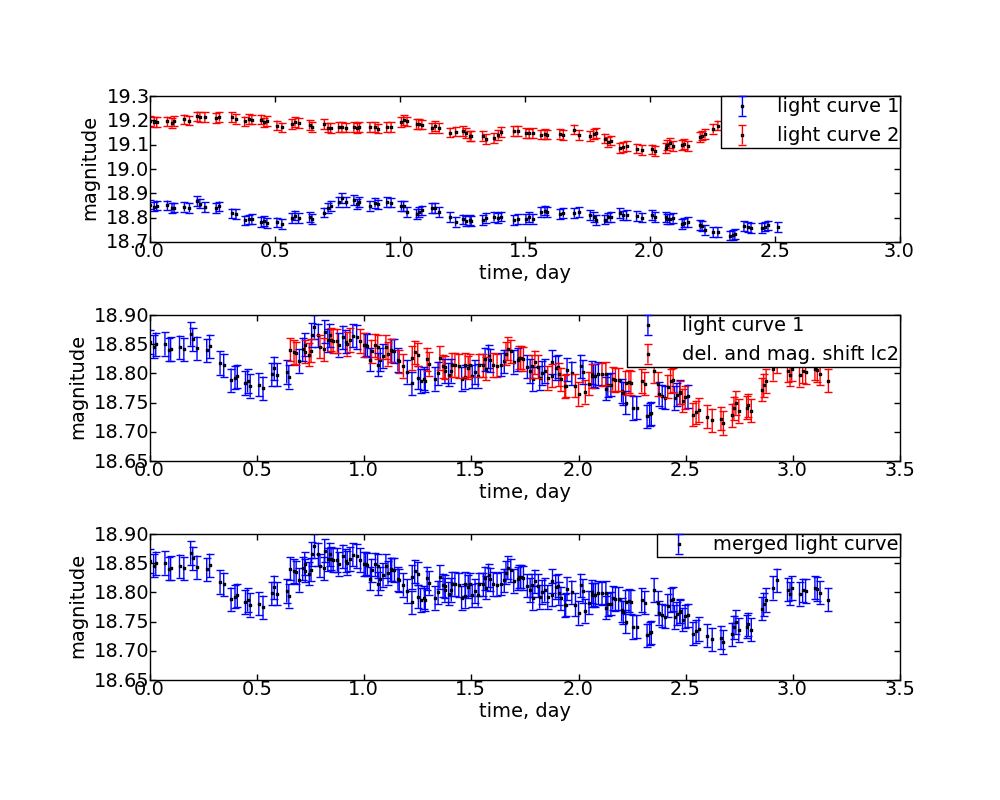 19.3
19.2
19.1
19.0
18.9
18.8
18.7
magnitude
light curve 1
light curve 2
0.0 0.5 1.0 1.5 2.0 2.5 3.0
time, day
18.90
18.85
18.80
18.75
18.70
18.65
magnitude
light curve 1
del. and mag. shift lc2
0.0 0.5 1.0 1.5 2.0 2.5 3.0 3.5
time, day
18.90
18.85
18.80
18.75
18.70
18.65
magnitude
merged light curve
0.0 0.5 1.0 1.5 2.0 2.5 3.0 3.5
time, day